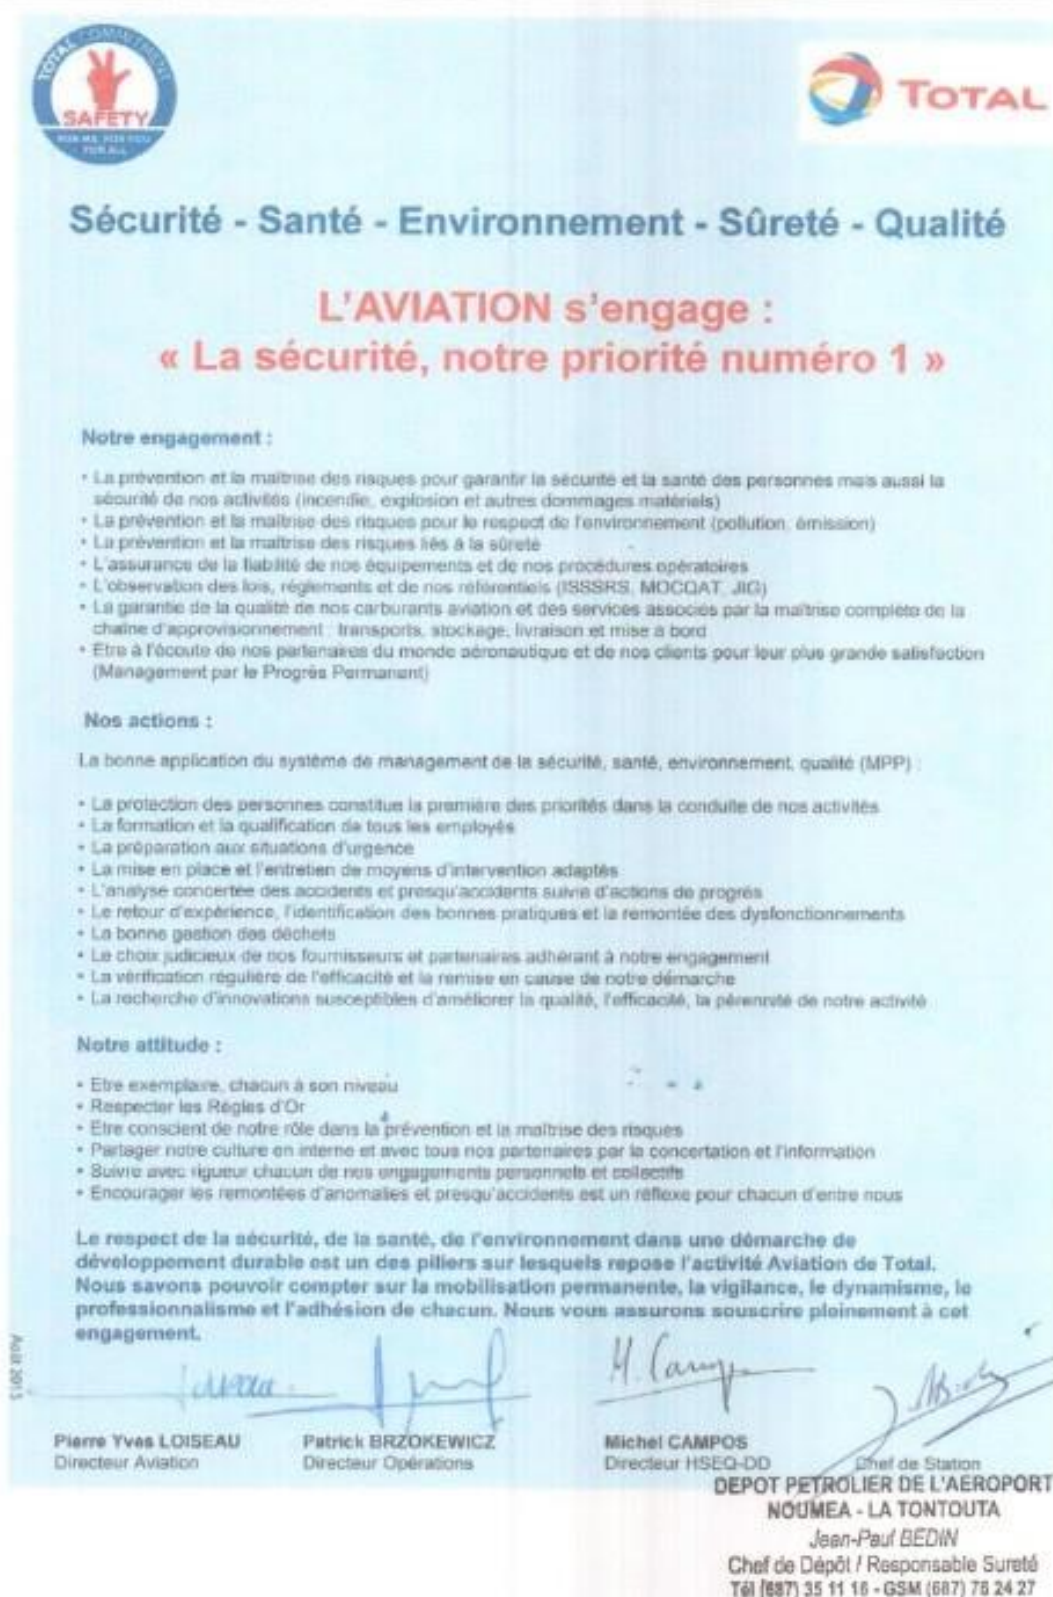 TOTAL COMMITMENT
SAFETY
FOR ME, FOR YOU
FOR ALL
TOTAL
Sécurité - Santé - Environnement - Sûreté - Qualité
L'AVIATION s'engage :
« La sécurité, notre priorité numéro 1 »
Notre engagement :
• La prévention et la maîtrise des risques pour garantir la sécurité et la santé des personnes mais aussi la
sécurité de nos activités (incendie, explosion et autres dommages matériels)
• La prévention et la maîtrise des risques pour le respect de l'environnement (pollution, émission)
• La prévention et la maîtrise des risques liés à la sûreté
• L'assurance de la fiabilité de nos équipements et de nos procédures opératoires
• L'observation des lois, règlements et de nos référentiels (ISSSRS, MOCQAT, JIG)
• La garantie de la qualité de nos carburants aviation et des services associés par la maîtrise complète de la
chaîne d'approvisionnement : transports, stockage, livraison et mise à bord
• Etre à l'écoute de nos partenaires du monde aéronautique et de nos clients pour leur plus grande satisfaction
(Management par le Progrès Permanent)
Nos actions :
La bonne application du système de management de la sécurité, santé, environnement, qualité (MPP) :
• La protection des personnes constitue la première des priorités dans la conduite de nos activités
• La formation et la qualification de tous les employés
• La préparation aux situations d'urgence
• La mise en place et l'entretien de moyens d'intervention adaptés
• L'analyse concertée des accidents et presqu'accidents suivie d'actions de progrès
• Le retour d'expérience, l'identification des bonnes pratiques et la remontée des dysfonctionnements
• La bonne gestion des déchets
• Le choix judicieux de nos fournisseurs et partenaires adhérant à notre engagement
• La vérification régulière de l'efficacité et la remise en cause de notre démarche
• La recherche d'innovations susceptibles d'améliorer la qualité, l'efficacité, la pérennité de notre activité
Notre attitude :
• Etre exemplaire, chacun à son niveau
• Respecter les Règles d'Or
• Etre conscient de notre rôle dans la prévention et la maîtrise des risques
• Partager notre culture en interne et avec tous nos partenaires par la concertation et l'information
• Suivre avec rigueur chacun de nos engagements personnels et collectifs
• Encourager les remontées d'anomalies et presqu'accidents est un réflexe pour chacun d'entre nous
Le respect de la sécurité, de la santé, de l'environnement dans une démarche de
développement durable est un des piliers sur lesquels repose l'activité Aviation de Total.
Nous savons pouvoir compter sur la mobilisation permanente, la vigilance, le dynamisme, le
professionnalisme et l'adhésion de chacun. Nous vous assurons souscrire pleinement à cet
engagement.
Août 2013
M. Campos
Pierre Yves LOISEAU
Directeur Aviation
Patrick BRZOKEWICZ
Directeur Opérations
Michel CAMPOS
Directeur HSEQ-DD
Chef de Station
DEPOT PETROLIER DE L'AEROPORT
NOUMEA - LA TONTOUTA
Jean-Paul BEDIN
Chef de Dépôt / Responsable Sureté
Tél (687) 35 11 16 - GSM (687) 78 24 27